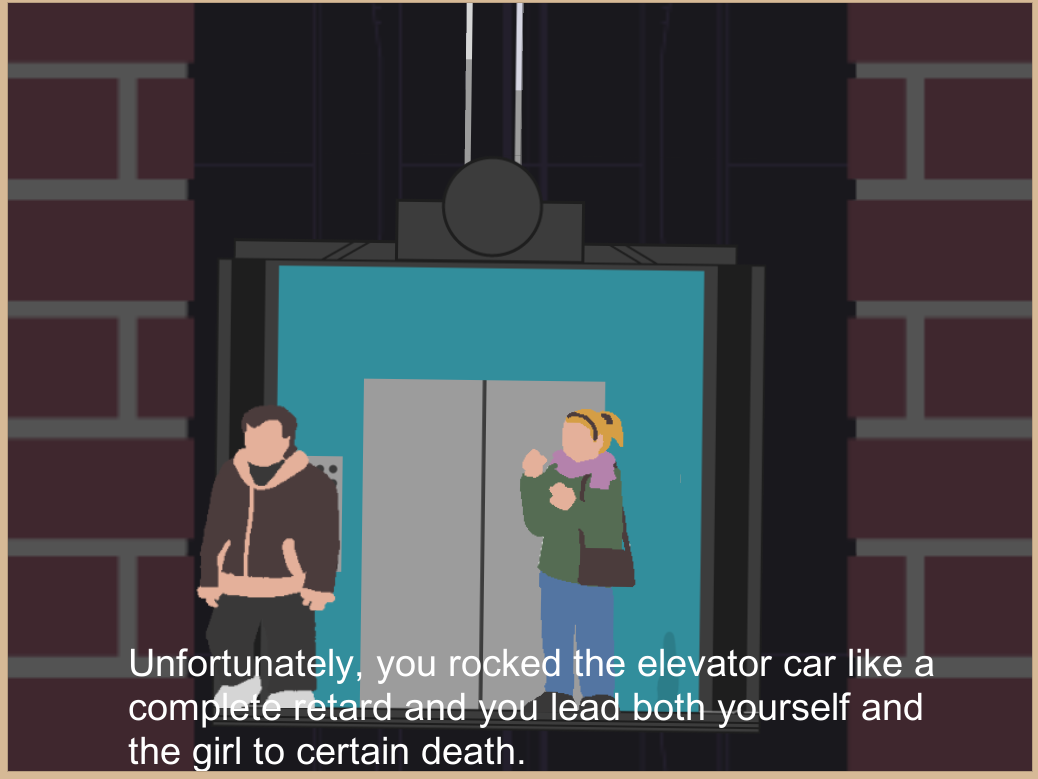 Unfortunately, you rocked the elevator car like a
complete retard and you lead both yourself and
the girl to certain death.